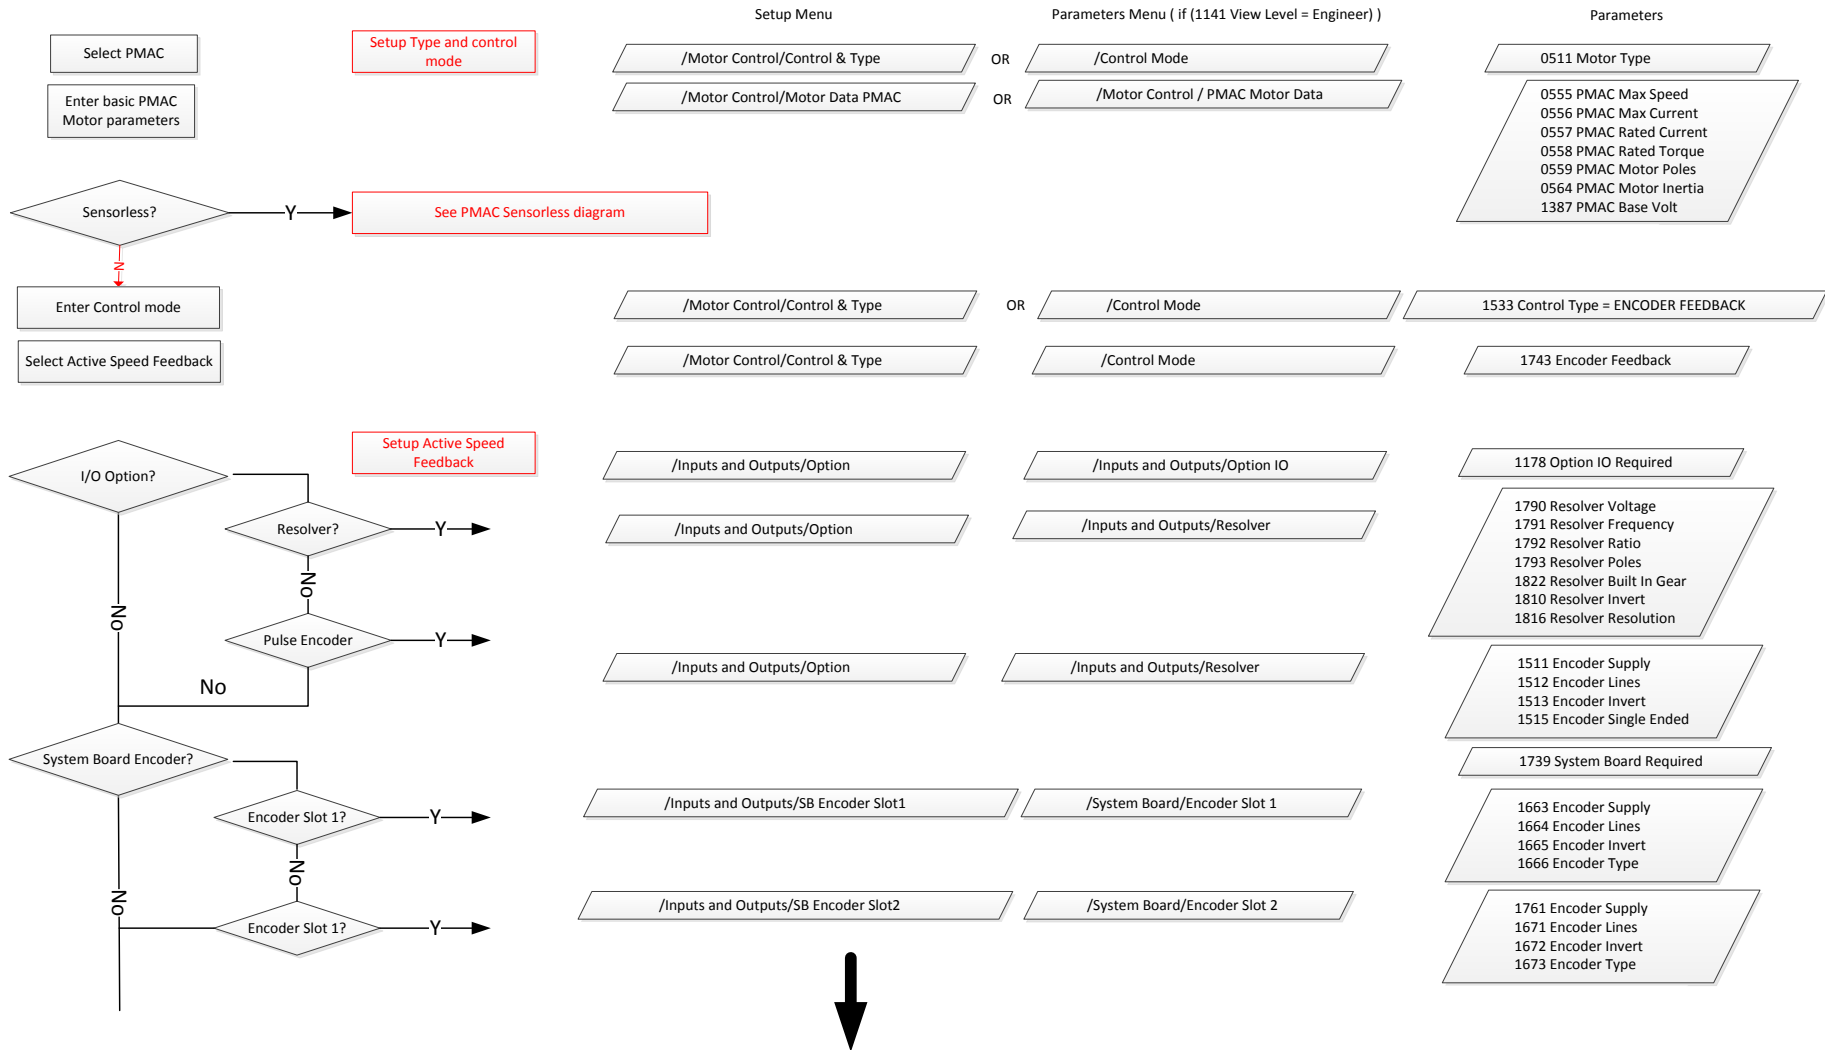 Setup Menu
Parameters Menu ( if (1141 View Level = Engineer) )
Parameters
Select PMAC
Setup Type and control
mode
/Motor Control/Control & Type
OR
/Control Mode
0511 Motor Type
Enter basic PMAC
Motor parameters
/Motor Control/Motor Data PMAC
OR
/Motor Control / PMAC Motor Data
0555 PMAC Max Speed
0556 PMAC Max Current
0557 PMAC Rated Current
0558 PMAC Rated Torque
0559 PMAC Motor Poles
0564 PMAC Motor Inertia
1387 PMAC Base Volt
Sensorless?
Y
See PMAC Sensorless diagram
N
Enter Control mode
/Motor Control/Control & Type
OR
/Control Mode
1533 Control Type = ENCODER FEEDBACK
Select Active Speed Feedback
/Motor Control/Control & Type
/Control Mode
1743 Encoder Feedback
Setup Active Speed
Feedback
I/O Option?
/Inputs and Outputs/Option
/Inputs and Outputs/Option IO
1178 Option IO Required
Resolver?
Y
/Inputs and Outputs/Option
/Inputs and Outputs/Resolver
1790 Resolver Voltage
1791 Resolver Frequency
1792 Resolver Ratio
1793 Resolver Poles
1822 Resolver Built In Gear
1810 Resolver Invert
1816 Resolver Resolution
No
No
Pulse Encoder
Y
/Inputs and Outputs/Option
/Inputs and Outputs/Resolver
1511 Encoder Supply
1512 Encoder Lines
1513 Encoder Invert
1515 Encoder Single Ended
No
System Board Encoder?
1739 System Board Required
Encoder Slot 1?
Y
/Inputs and Outputs/SB Encoder Slot1
/System Board/Encoder Slot 1
1663 Encoder Supply
1664 Encoder Lines
1665 Encoder Invert
1666 Encoder Type
No
No
Encoder Slot 1?
Y
/Inputs and Outputs/SB Encoder Slot2
/System Board/Encoder Slot 2
1761 Encoder Supply
1671 Encoder Lines
1672 Encoder Invert
1673 Encoder Type